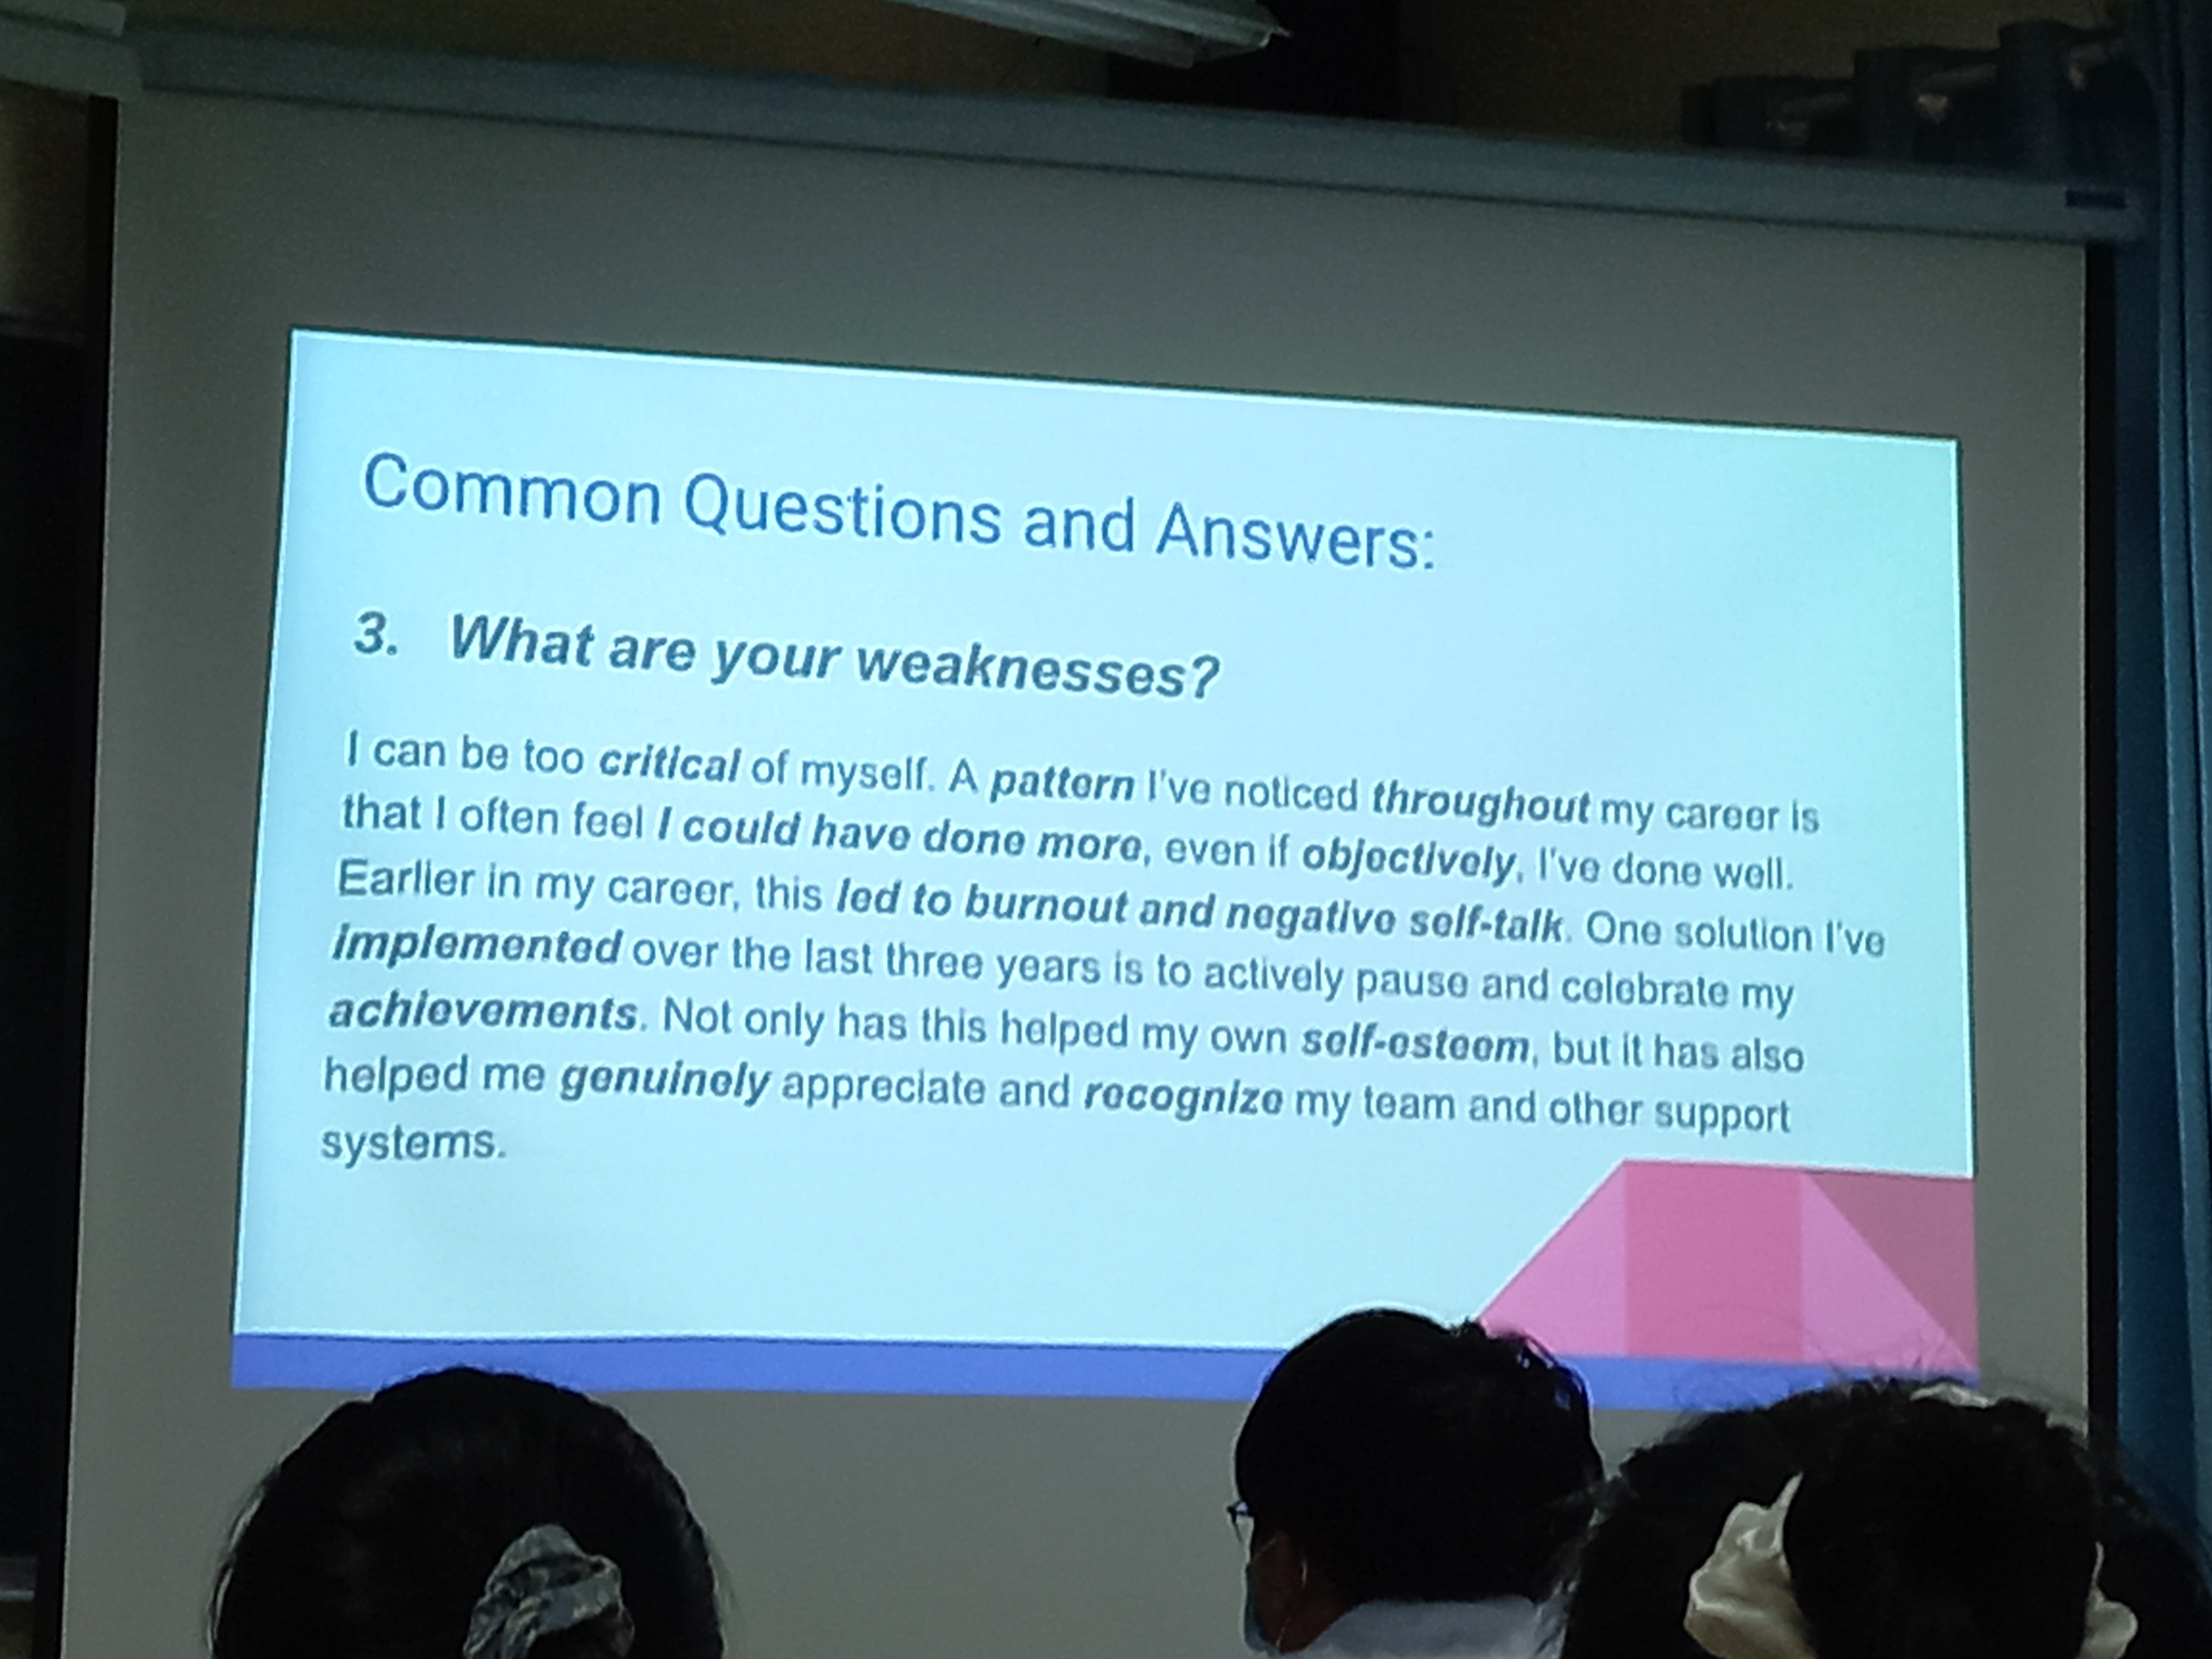 Common Questions and Answers:
3. What are your weaknesses?
I can be too critical of myself. A pattern I've noticed throughout my career is
that I often feel I could have done more, even if objectively, I've done well.
Earlier in my career, this led to burnout and negative self-talk. One solution I've
implemented over the last three years is to actively pause and celebrate my
achievements. Not only has this helped my own self-esteem, but it has also
helped me genuinely appreciate and recognize my team and other support
systems.